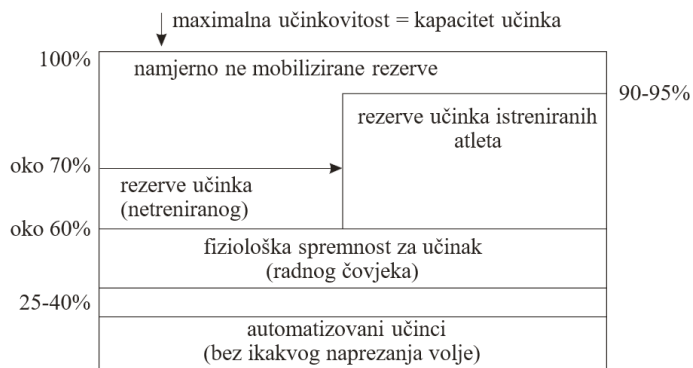 maximalna učinkovitost = kapacitet učinka
100%
namjerno ne mobilizirane rezerve
90-95%
rezerve učinka istreniranih
atleta
oko 70%
rezerve učinka
(netreniranog)
oko 60%
fiziološka spremnost za učinak
(radnog čovjeka)
25-40%
automatizovani učinci
(bez ikakvog naprezanja volje)